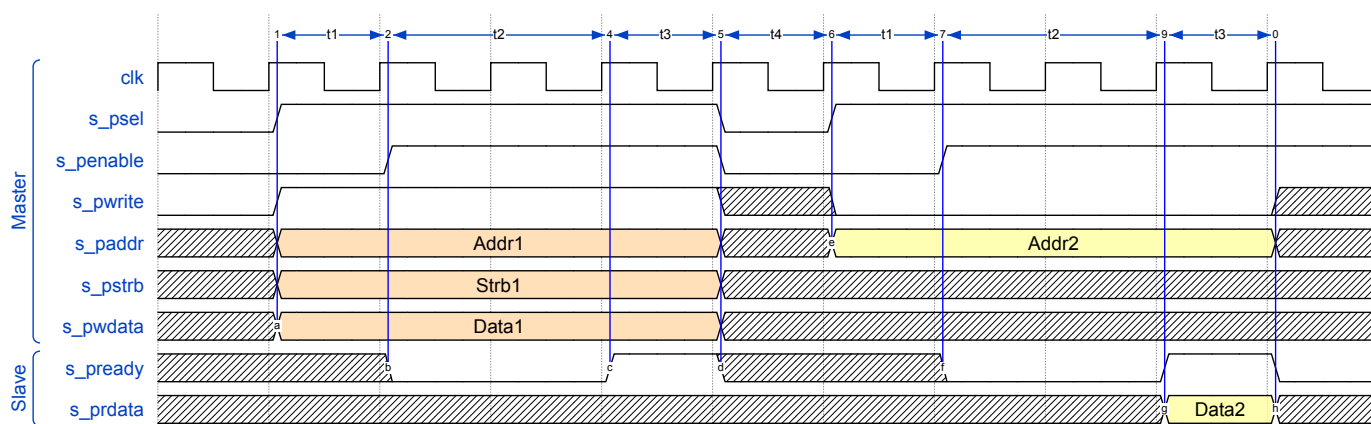 1 t1 2 t2 4 t3 5 t4 6 t1 7 t2 9 t3 0
clk
s_psel
s_penable
s_pwrite
Master
s_paddr Addr1 e Addr2
s_pstrb Strb1
s_pwdata a Data1
s_pready b c d f
Slave
s_prdata g Data2 h